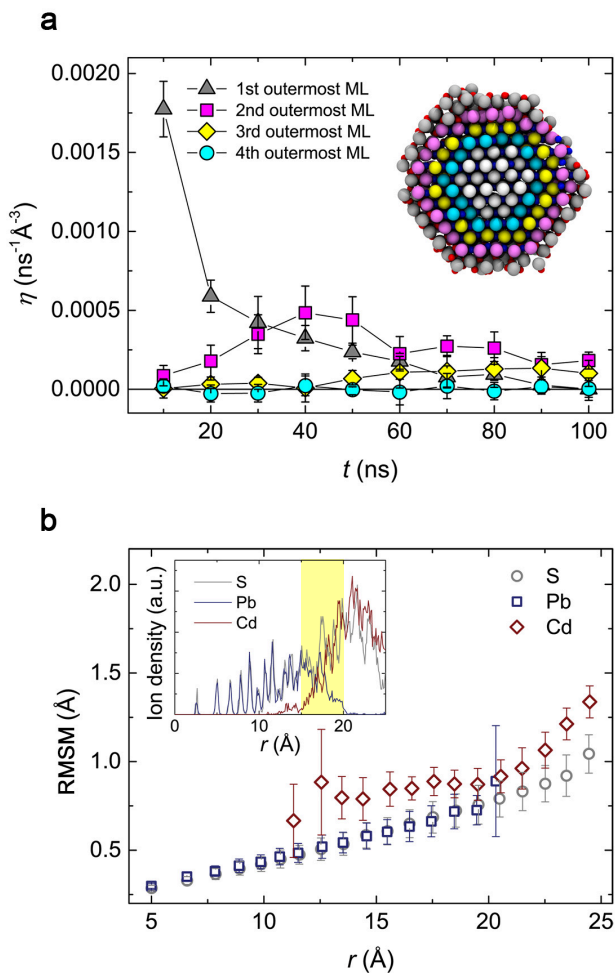 a
0.0020
0.0015
0.0010
0.0005
0.0000
η (ns⁻¹Å⁻³)
1st outermost ML
2nd outermost ML
3rd outermost ML
4th outermost ML
20 40 60 80 100
t (ns)
b
2.0
1.5
1.0
0.5
RMSM (Å)
Ion density (a.u.)
S
Pb
Cd
0 10 20
r (Å)
S
Pb
Cd
5 10 15 20 25
r (Å)